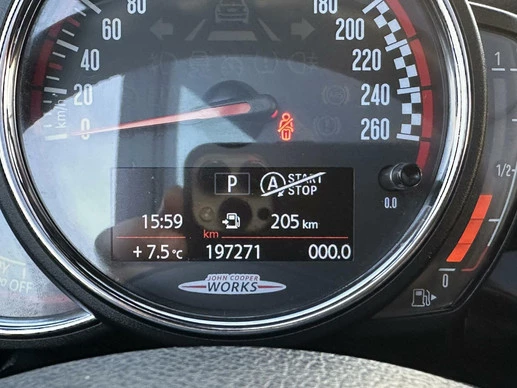 80 180
60 200
40 220
km/h
20 240
0 260
P A START STOP
15:59 205 km
km
+ 7.5 °C 197271 000.0
0.0
JOHN COOPER
WORKS
1
1/2
0
OFF